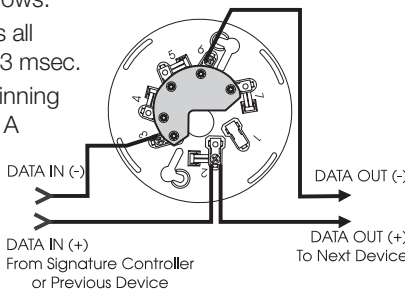 ows.
s all
3 msec.
inning
A
5
6
4
7
3
1
2
DATA IN (-)
DATA OUT (-)
DATA IN (+)
From Signature Controller
or Previous Device
DATA OUT (+)
To Next Device